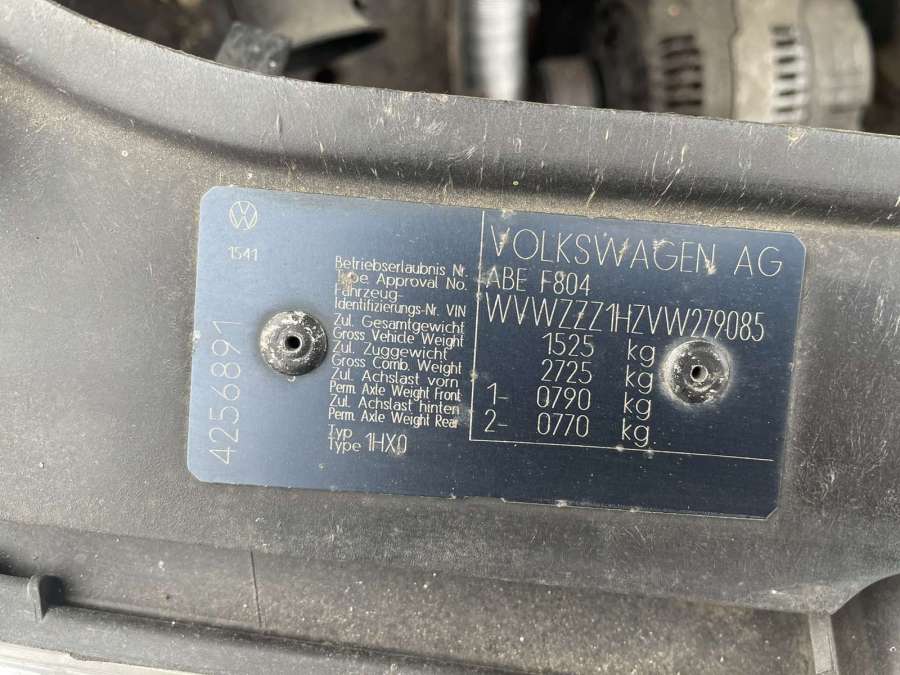 VW
1541
4256891
VOLKSWAGEN AG
Betriebserlaubnis Nr.
Type Approval No. ABE F804
Fahrzeug-
Identifizierungs-Nr. VIN WVWZZZ1HZVW279085
Zul. Gesamtgewicht
Gross Vehicle Weight 1525 kg
Zul. Zuggewicht
Gross Comb. Weight 2725 kg
Zul. Achslast vorn
Perm. Axle Weight Front 1- 0790 kg
Zul. Achslast hinten
Perm. Axle Weight Rear 2- 0770 kg
Typ
Type 1HX0